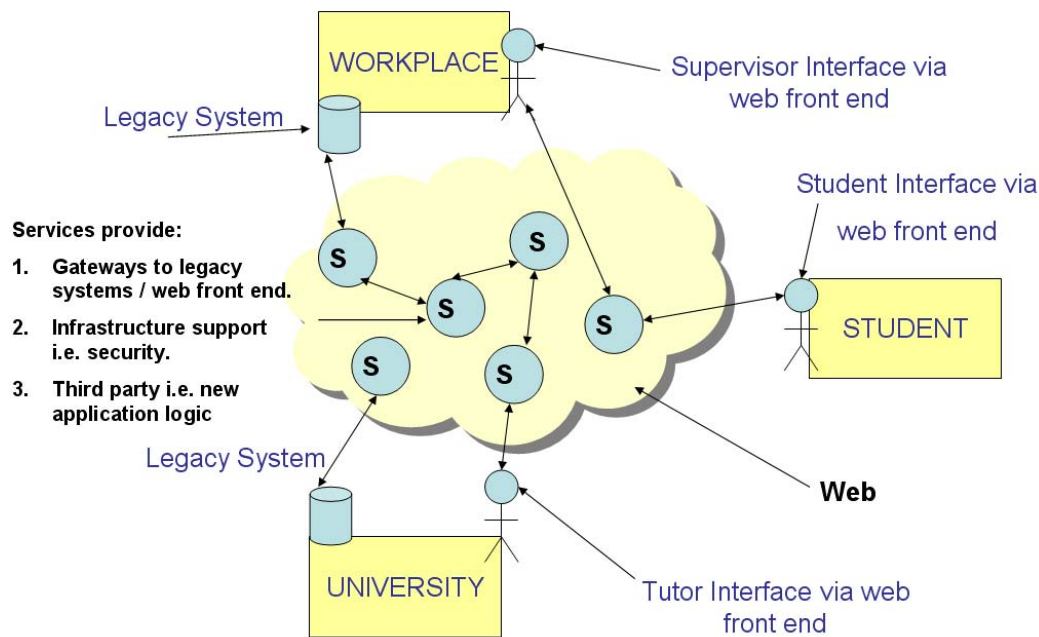 WORKPLACE
Supervisor Interface via
web front end
Legacy System
Student Interface via
web front end
Services provide:
1. Gateways to legacy
systems / web front end.
2. Infrastructure support
i.e. security.
3. Third party i.e. new
application logic
S
S
S
S
S
S
STUDENT
Legacy System
Web
UNIVERSITY
Tutor Interface via web
front end